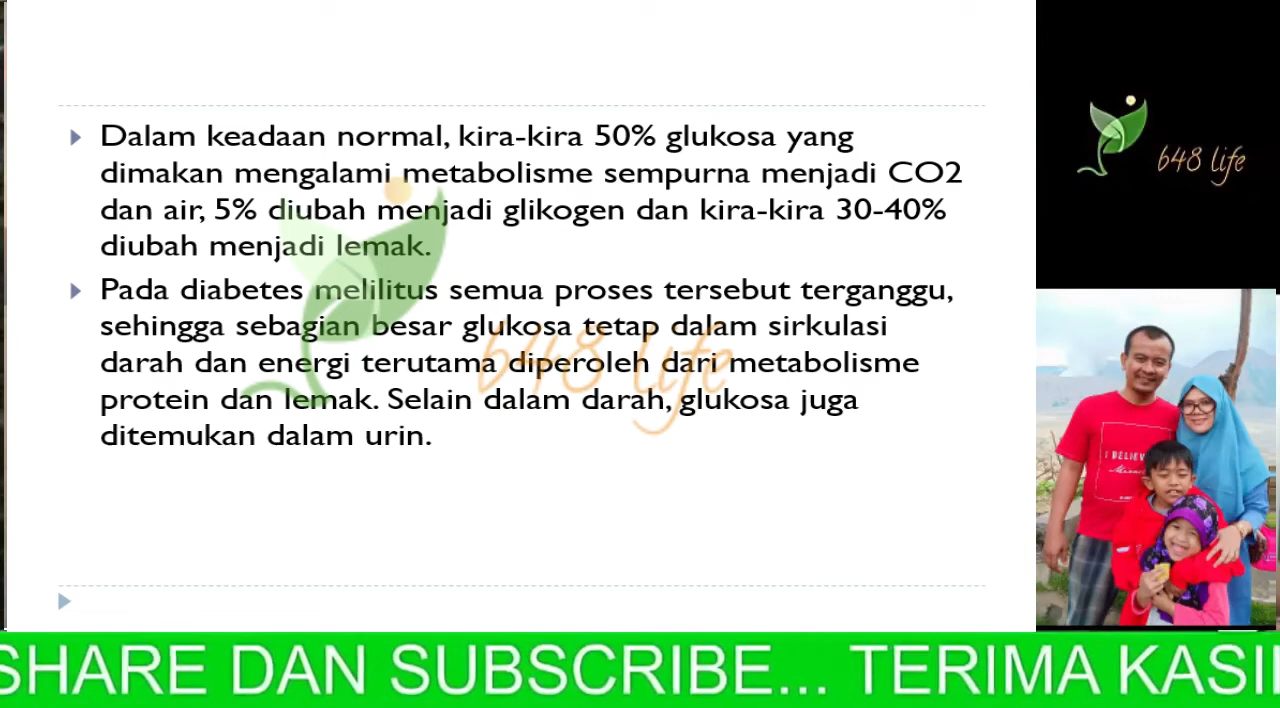 Dalam keadaan normal, kira-kira 50% glukosa yang
dimakan mengalami metabolisme sempurna menjadi CO2
dan air, 5% diubah menjadi glikogen dan kira-kira 30-40%
diubah menjadi lemak.
Pada diabetes melilitus semua proses tersebut terganggu,
sehingga sebagian besar glukosa tetap dalam sirkulasi
darah dan energi terutama diperoleh dari metabolisme
protein dan lemak. Selain dalam darah, glukosa juga
ditemukan dalam urin.
648 life
648 life
I BELIEVE
SHARE DAN SUBSCRIBE... TERIMA KASI